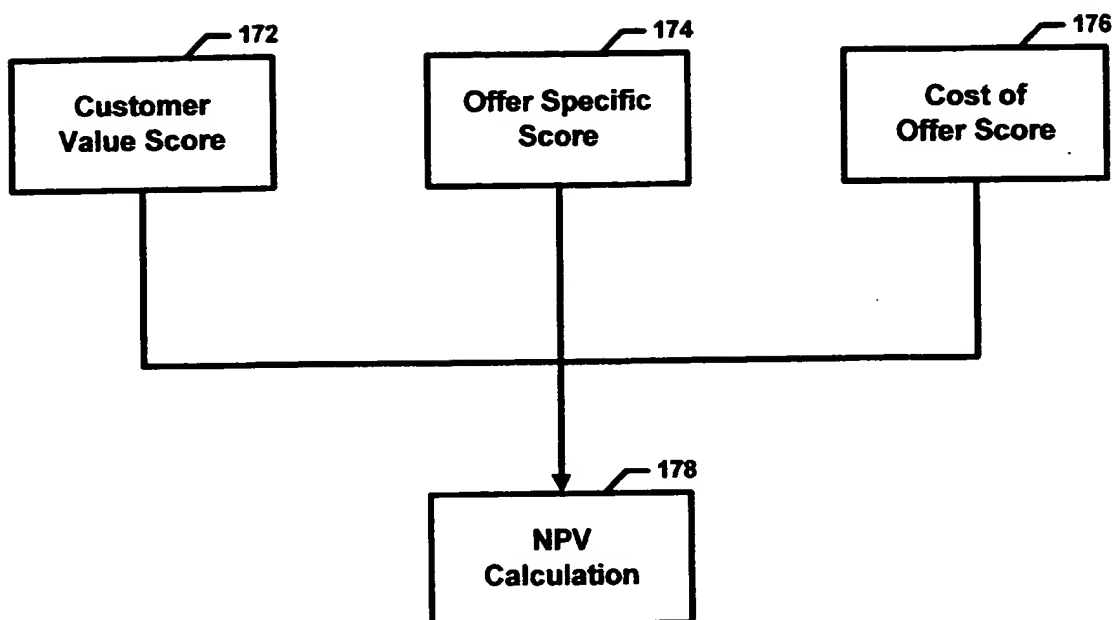 172
Customer
Value Score
174
Offer Specific
Score
176
Cost of
Offer Score
178
NPV
Calculation